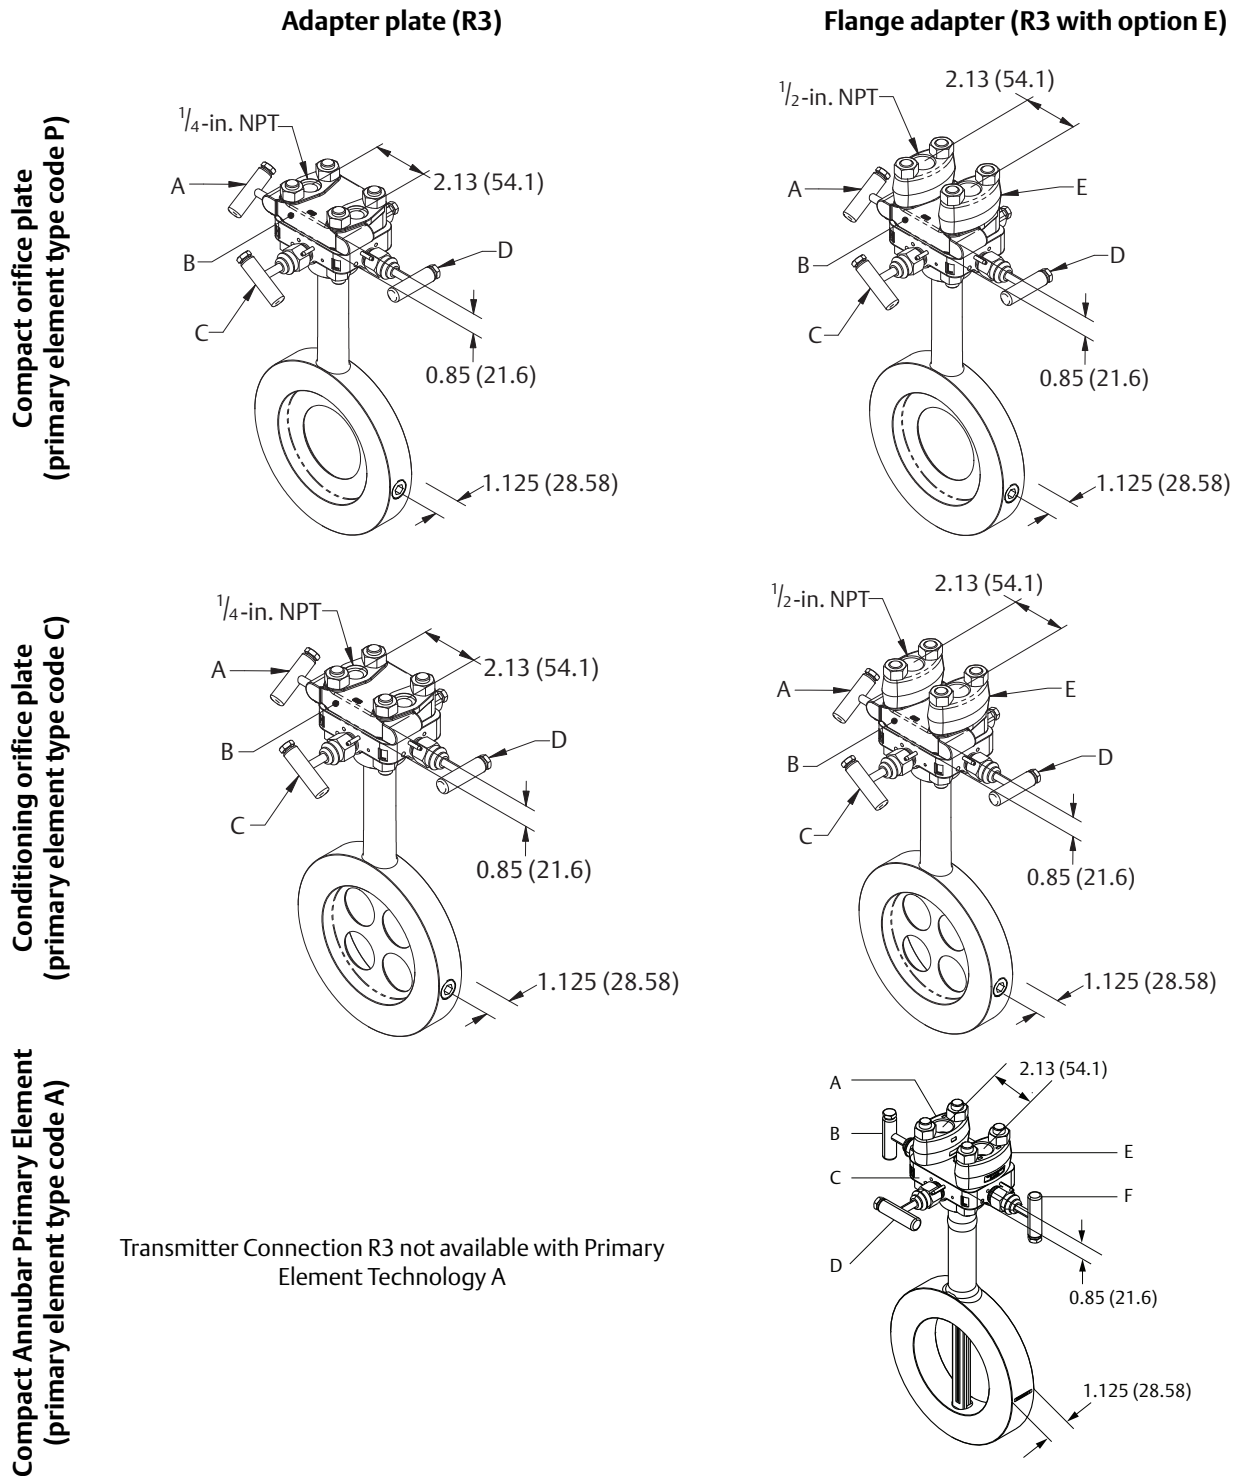 Adapter plate (R3)
Flange adapter (R3 with option E)
Compact orifice plate
(primary element type code P)
1/4-in. NPT
2.13 (54.1)
A
B
C
D
0.85 (21.6)
1.125 (28.58)
1/2-in. NPT
2.13 (54.1)
A
B
C
D
E
0.85 (21.6)
1.125 (28.58)
Conditioning orifice plate
(primary element type code C)
1/4-in. NPT
2.13 (54.1)
A
B
C
D
0.85 (21.6)
1.125 (28.58)
1/2-in. NPT
2.13 (54.1)
A
B
C
D
E
0.85 (21.6)
1.125 (28.58)
Compact Annubar Primary Element
(primary element type code A)
Transmitter Connection R3 not available with Primary
Element Technology A
2.13 (54.1)
A
B
C
D
E
F
0.85 (21.6)
1.125 (28.58)